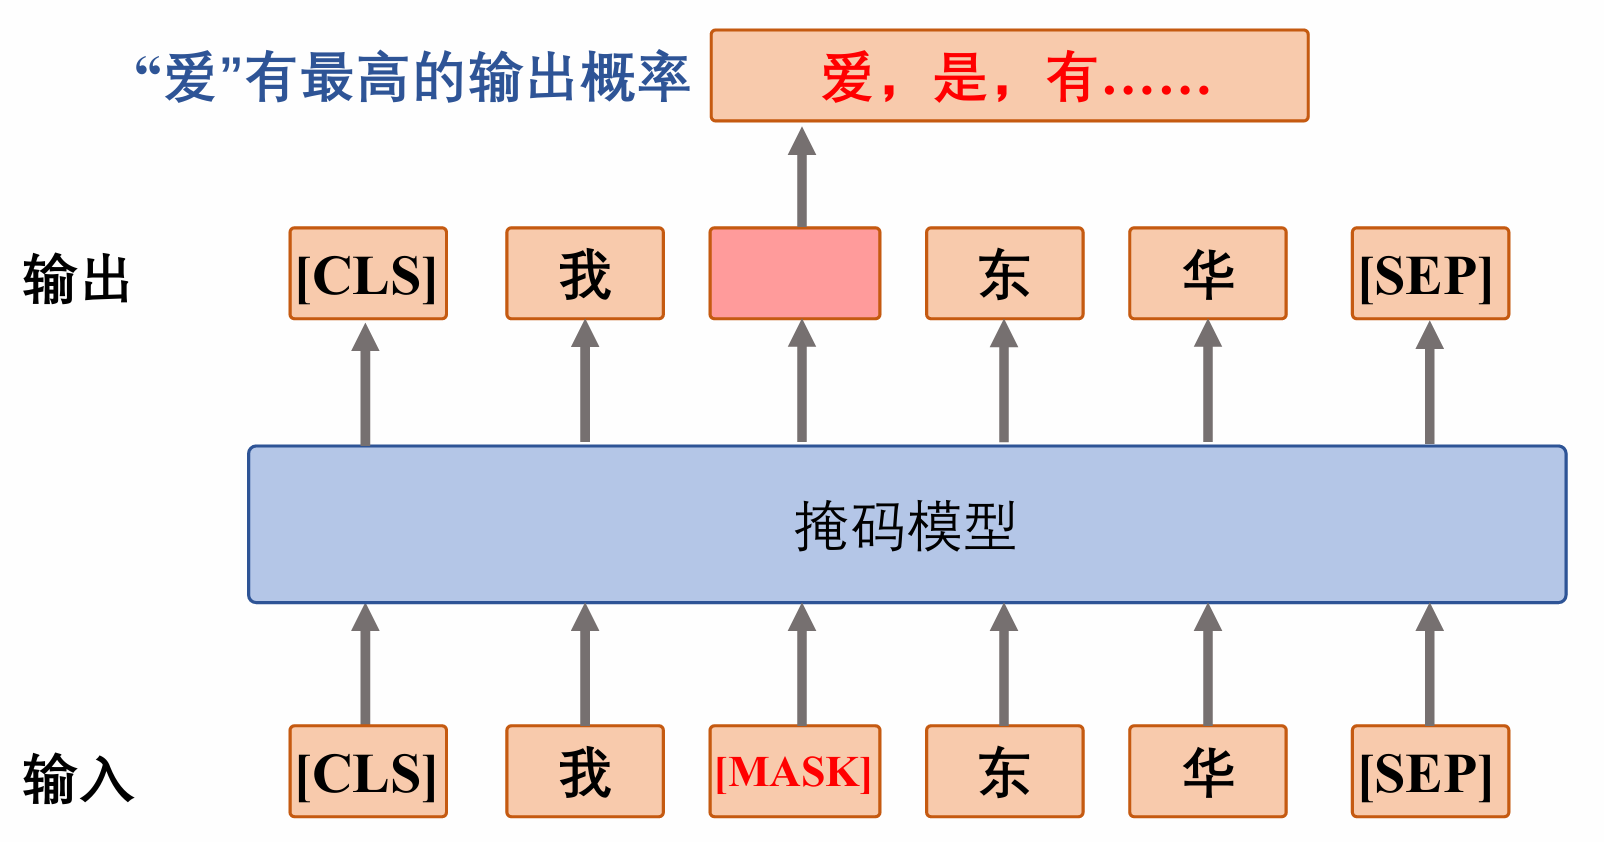 “爱”有最高的输出概率 爱，是，有……
输出 [CLS] 我 东 华 [SEP]
掩码模型
输入 [CLS] 我 [MASK] 东 华 [SEP]